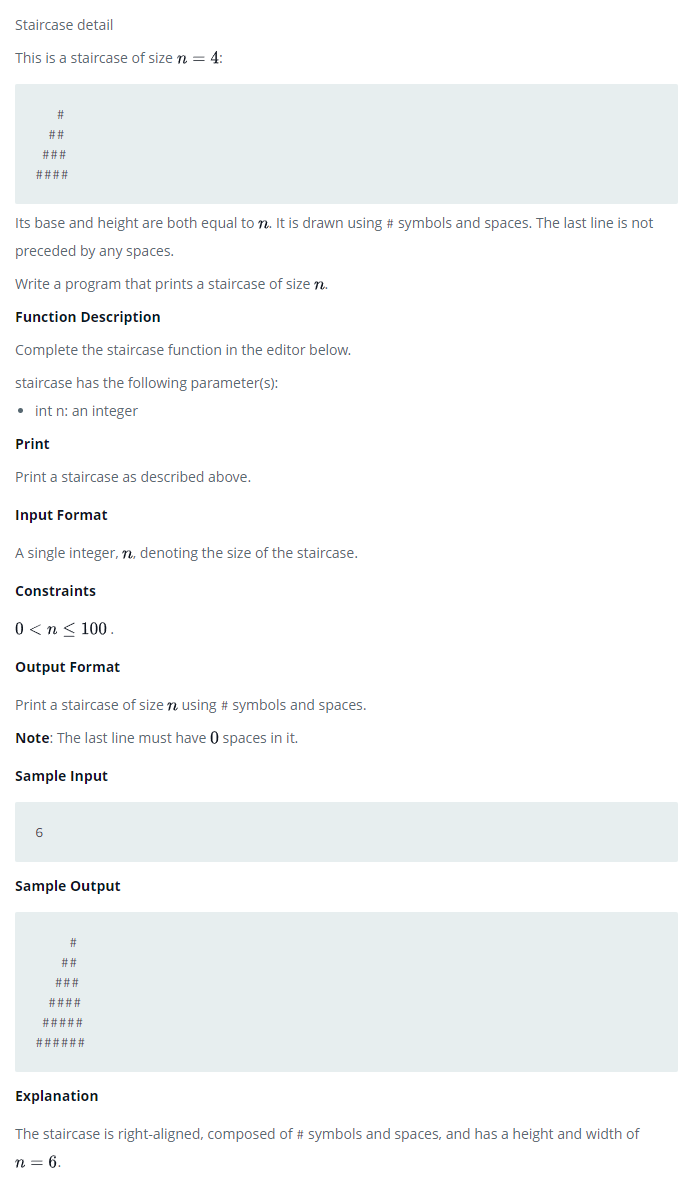 Staircase detail
This is a staircase of size n = 4:
   #
  ##
 ###
####
Its base and height are both equal to n. It is drawn using # symbols and spaces. The last line is not
preceded by any spaces.
Write a program that prints a staircase of size n.
Function Description
Complete the staircase function in the editor below.
staircase has the following parameter(s):
• int n: an integer
Print
Print a staircase as described above.
Input Format
A single integer, n, denoting the size of the staircase.
Constraints
0 < n ≤ 100 .
Output Format
Print a staircase of size n using # symbols and spaces.
Note: The last line must have 0 spaces in it.
Sample Input
6
Sample Output
     #
    ##
   ###
  ####
 #####
######
Explanation
The staircase is right-aligned, composed of # symbols and spaces, and has a height and width of
n = 6.